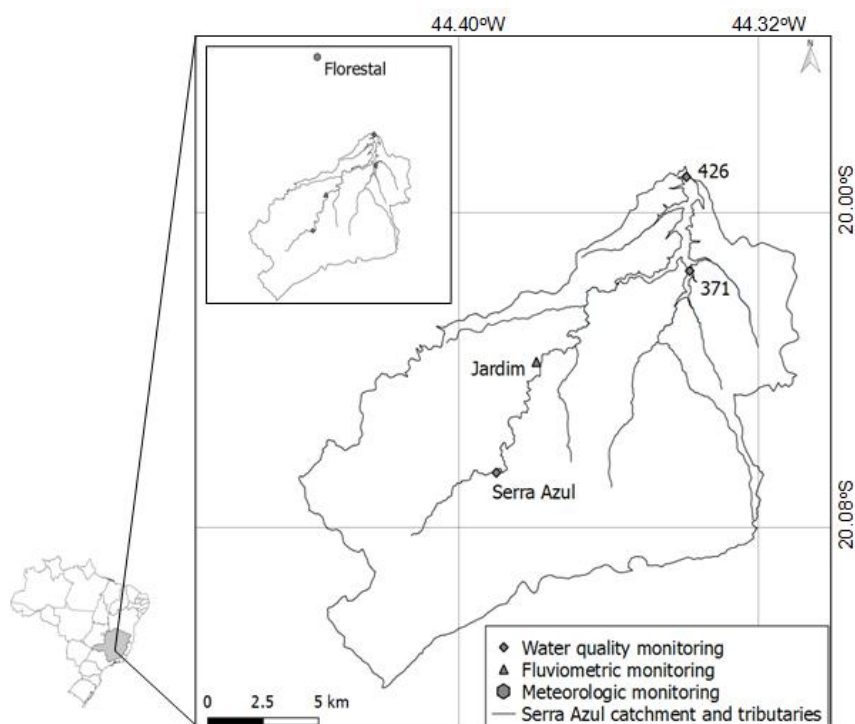 44.40ºW
44.32ºW
N
Florestal
426
20.00ºS
371
Jardim
Serra Azul
20.08ºS
Water quality monitoring
Fluviometric monitoring
Meteorologic monitoring
Serra Azul catchment and tributaries
0 2.5 5 km